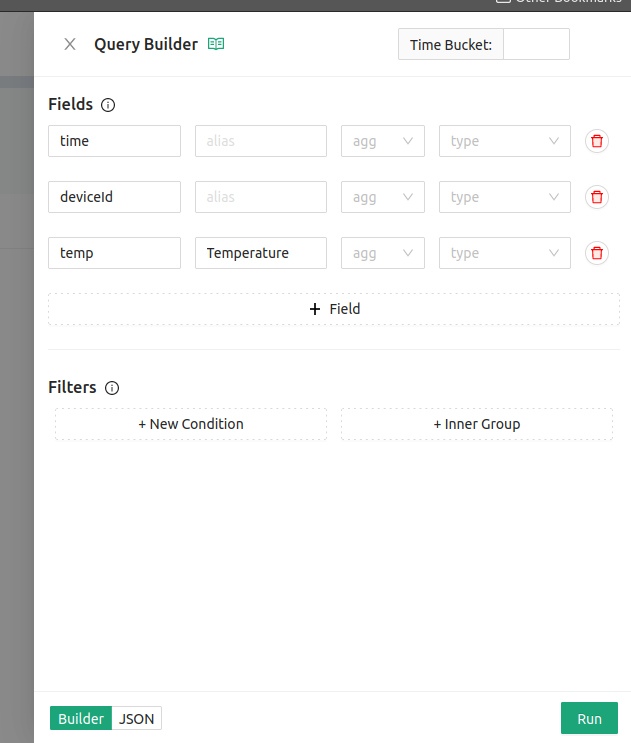 Other Bookmarks
Query Builder
Time Bucket:
Fields
time alias agg type
deviceId alias agg type
temp Temperature agg type
+ Field
Filters
+ New Condition + Inner Group
Builder JSON Run